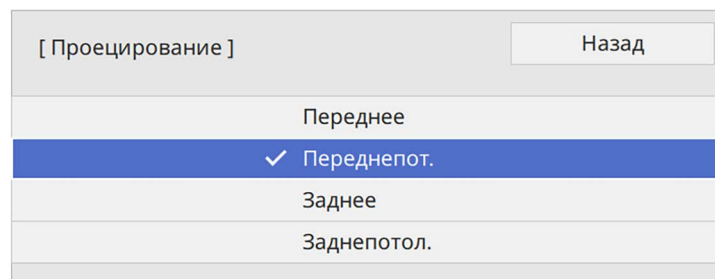 [ Проецирование ]
Назад
Переднее
Переднепот.
Заднее
Заднепотол.